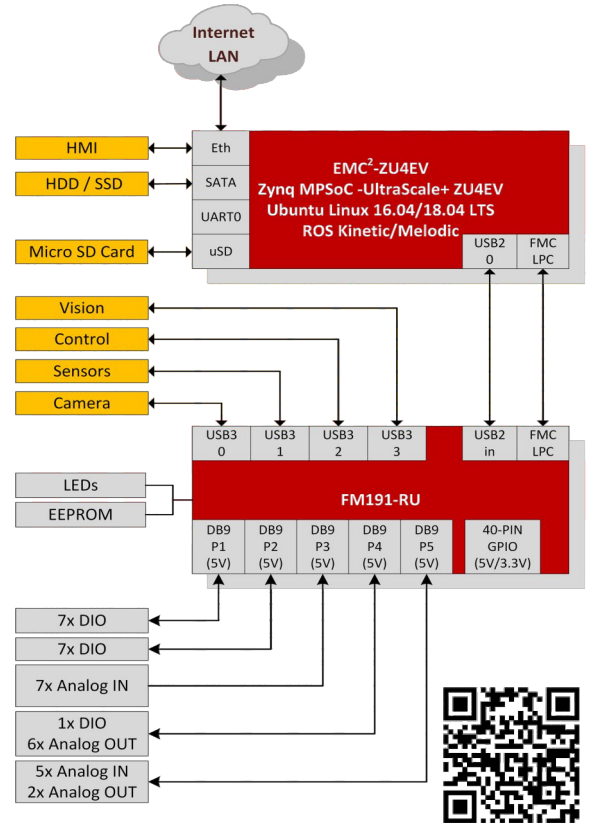 Internet
LAN
HMI
Eth
HDD / SSD
SATA
UART0
Micro SD Card
uSD
EMC²-ZU4EV
Zynq MPSoC -UltraScale+ ZU4EV
Ubuntu Linux 16.04/18.04 LTS
ROS Kinetic/Melodic
USB2
0
FMC
LPC
Vision
Control
Sensors
Camera
USB3
0
USB3
1
USB3
2
USB3
3
USB2
in
FMC
LPC
LEDs
EEPROM
FM191-RU
DB9
P1
(5V)
DB9
P2
(5V)
DB9
P3
(5V)
DB9
P4
(5V)
DB9
P5
(5V)
40-PIN
GPIO
(5V/3.3V)
7x DIO
7x DIO
7x Analog IN
1x DIO
6x Analog OUT
5x Analog IN
2x Analog OUT